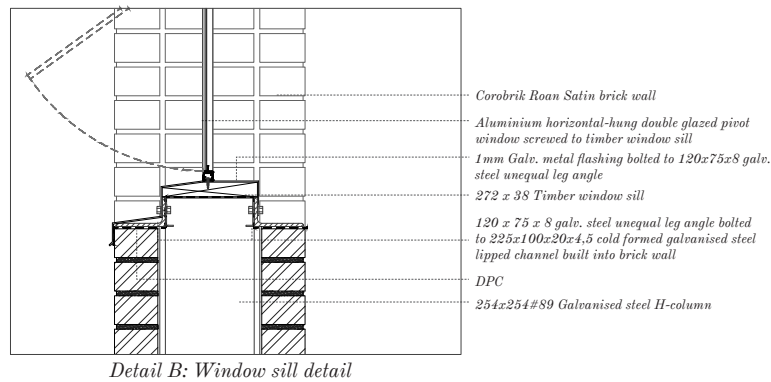 Corobrik Roan Satin brick wall
Aluminium horizontal-hung double glazed pivot
window screwed to timber window sill
1mm Galv. metal flashing bolted to 120x75x8 galv.
steel unequal leg angle
272 x 38 Timber window sill
120 x 75 x 8 galv. steel unequal leg angle bolted
to 225x100x20x4,5 cold formed galvanised steel
lipped channel built into brick wall
DPC
254x254#89 Galvanised steel H-column
Detail B: Window sill detail